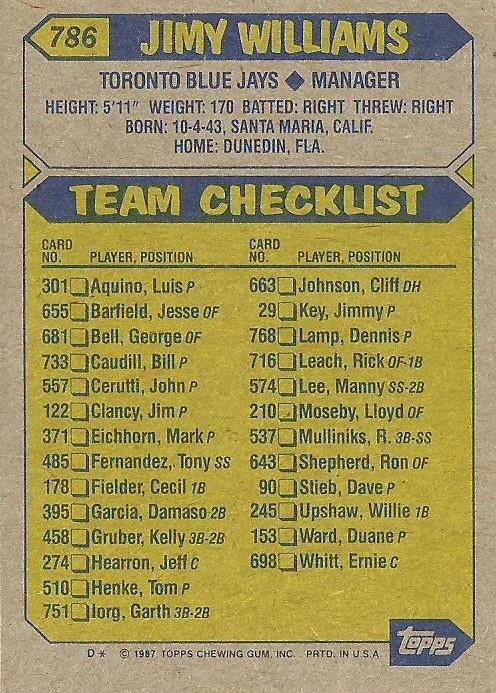 786 JIMY WILLIAMS
TORONTO BLUE JAYS ◆ MANAGER
HEIGHT: 5'11" WEIGHT: 170 BATTED: RIGHT THREW: RIGHT
BORN: 10-4-43, SANTA MARIA, CALIF.
HOME: DUNEDIN, FLA.
TEAM CHECKLIST
CARD
NO. PLAYER, POSITION
301 Aquino, Luis P
655 Barfield, Jesse OF
681 Bell, George OF
733 Caudill, Bill P
557 Cerutti, John P
122 Clancy, Jim P
371 Eichhorn, Mark P
485 Fernandez, Tony SS
178 Fielder, Cecil 1B
395 Garcia, Damaso 2B
458 Gruber, Kelly 3B-2B
274 Hearron, Jeff C
510 Henke, Tom P
751 Iorg, Garth 3B-2B
CARD
NO. PLAYER, POSITION
663 Johnson, Cliff DH
29 Key, Jimmy P
768 Lamp, Dennis P
716 Leach, Rick OF-1B
574 Lee, Manny SS-2B
210 Moseby, Lloyd OF
537 Mulliniks, R. 3B-SS
643 Shepherd, Ron OF
90 Stieb, Dave P
245 Upshaw, Willie 1B
153 Ward, Duane P
698 Whitt, Ernie C
D* © 1987 TOPPS CHEWING GUM, INC. PRTD. IN U.S.A.
TOPPS